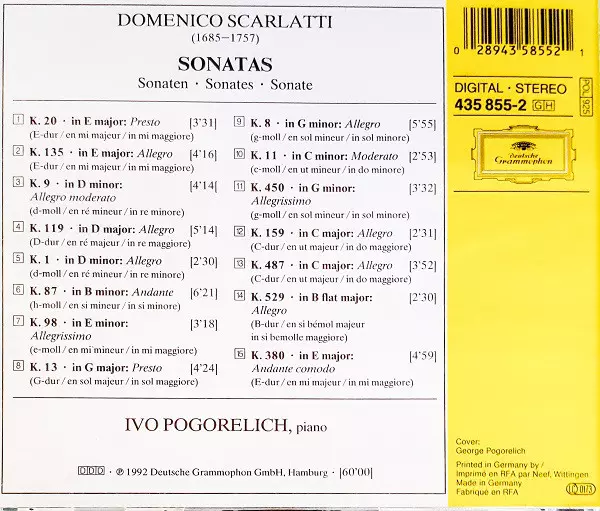 DOMENICO SCARLATTI
(1685–1757)
SONATAS
Sonaten · Sonates · Sonate
1 K. 20 · in E major: Presto [3'31]
(E-dur / en mi majeur / in mi maggiore)
2 K. 135 · in E major: Allegro [4'16]
(E-dur / en mi majeur / in mi maggiore)
3 K. 9 · in D minor: [4'14]
Allegro moderato
(d-moll / en ré mineur / in re minore)
4 K. 119 · in D major: Allegro [5'14]
(D-dur / en ré majeur / in re maggiore)
5 K. 1 · in D minor: Allegro [2'30]
(d-moll / en ré mineur / in re minore)
6 K. 87 · in B minor: Andante [6'21]
(h-moll / en si mineur / in si minore)
7 K. 98 · in E minor: [3'18]
Allegrissimo
(e-moll / en mi mineur / in mi maggiore)
8 K. 13 · in G major: Presto [4'24]
(G-dur / en sol majeur / in sol maggiore)
9 K. 8 · in G minor: Allegro [5'55]
(g-moll / en sol mineur / in sol minore)
10 K. 11 · in C minor: Moderato [2'53]
(c-moll / en ut mineur / in do minore)
11 K. 450 · in G minor: [3'32]
Allegrissimo
(g-moll / en sol mineur / in sol minore)
12 K. 159 · in C major: Allegro [2'31]
(C-dur / en ut majeur / in do maggiore)
13 K. 487 · in C major: Allegro [3'52]
(C-dur / en ut majeur / in do maggiore)
14 K. 529 · in B flat major: [2'30]
Allegro
(B-dur / en si bémol majeur
in si bemolle maggiore)
15 K. 380 · in E major: [4'59]
Andante comodo
(E-dur / en mi majeur / in mi maggiore)
IVO POGORELICH, piano
DDD · ℗ 1992 Deutsche Grammophon GmbH, Hamburg · [60'00]
0 28943 58552 1
DIGITAL · STEREO
435 855-2 GH
POL 925
Deutsche
Grammophon
Cover:
George Pogorelich
Printed in Germany by /
Imprimé en RFA par Neef, Wittingen
Made in Germany
Fabriqué en RFA